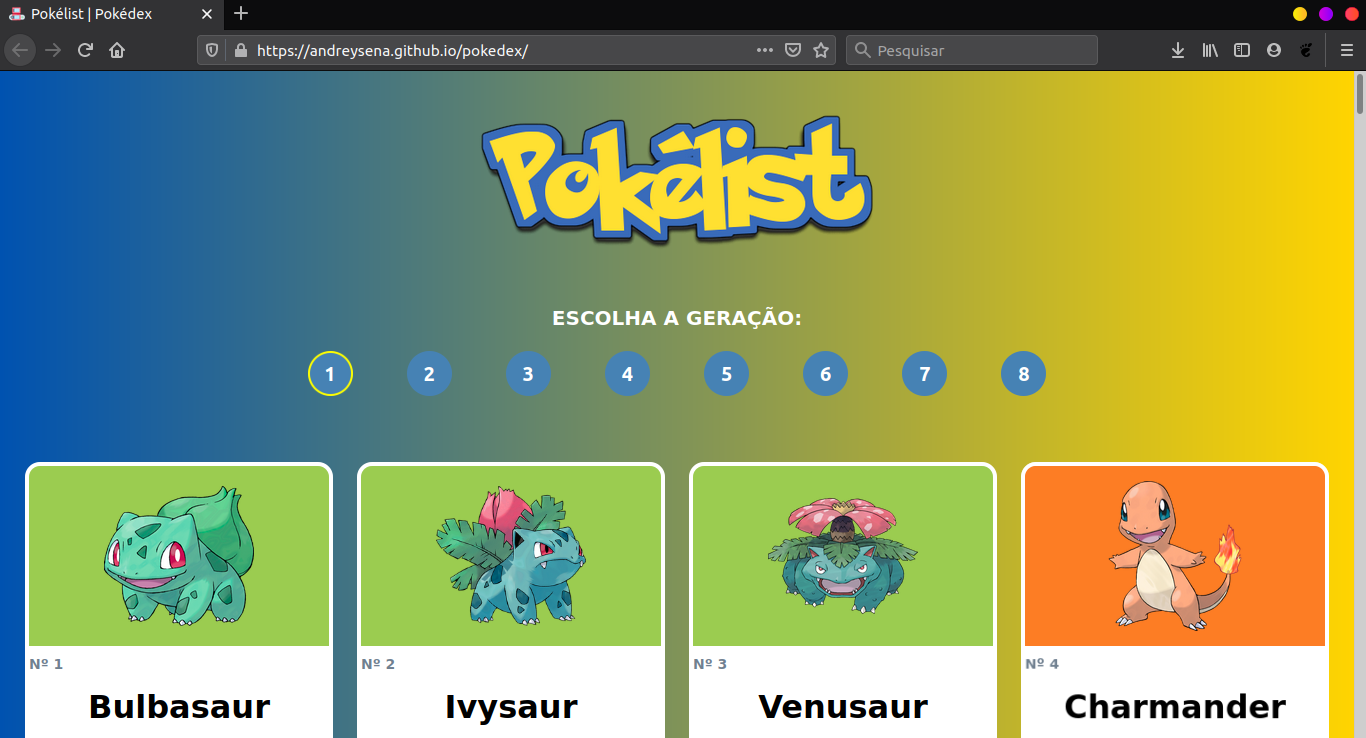 Pokélist | Pokédex
https://andreysena.github.io/pokedex/
Pesquisar
Pokélist
ESCOLHA A GERAÇÃO:
1 2 3 4 5 6 7 8
Nº 1 Nº 2 Nº 3 Nº 4
Bulbasaur Ivysaur Venusaur Charmander